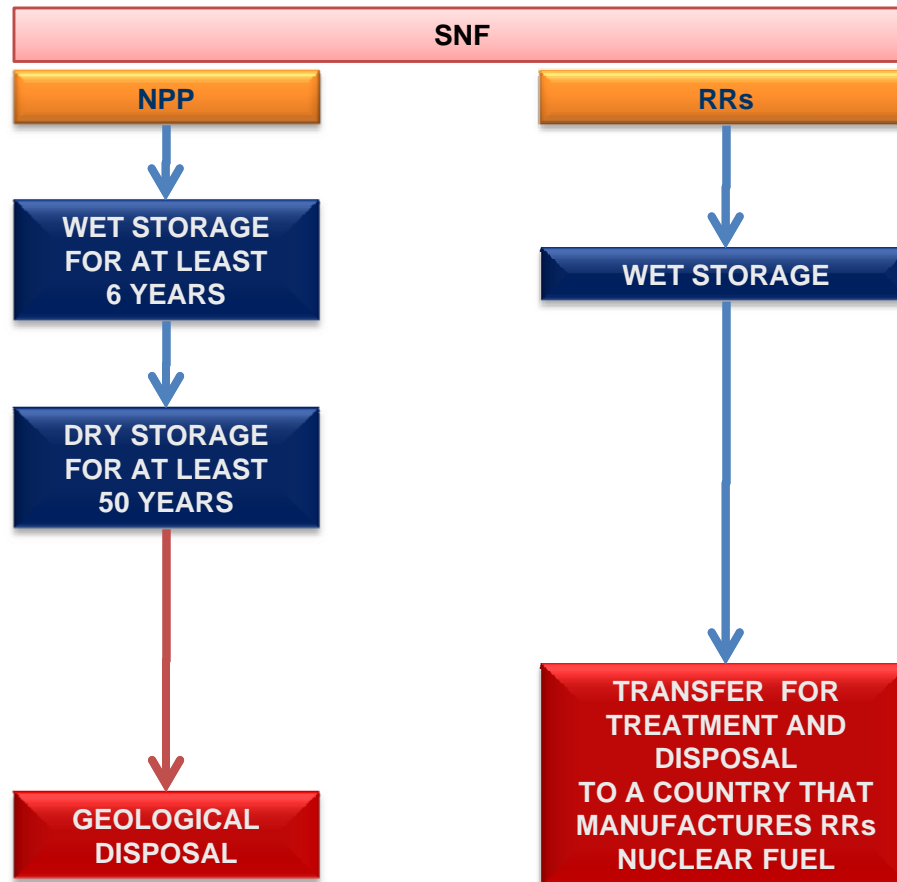 SNF
NPP
RRs
WET STORAGE
FOR AT LEAST
6 YEARS
WET STORAGE
DRY STORAGE
FOR AT LEAST
50 YEARS
TRANSFER FOR
TREATMENT AND
DISPOSAL
TO A COUNTRY THAT
MANUFACTURES RRs
NUCLEAR FUEL
GEOLOGICAL
DISPOSAL